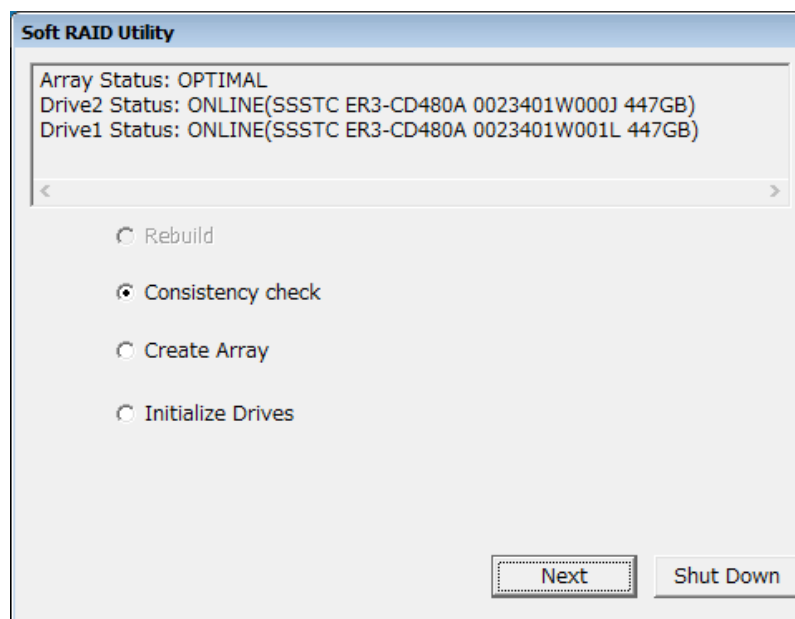 Soft RAID Utility
Array Status: OPTIMAL
Drive2 Status: ONLINE(SSSTC ER3-CD480A 0023401W000J 447GB)
Drive1 Status: ONLINE(SSSTC ER3-CD480A 0023401W001L 447GB)
Rebuild
Consistency check
Create Array
Initialize Drives
Next Shut Down